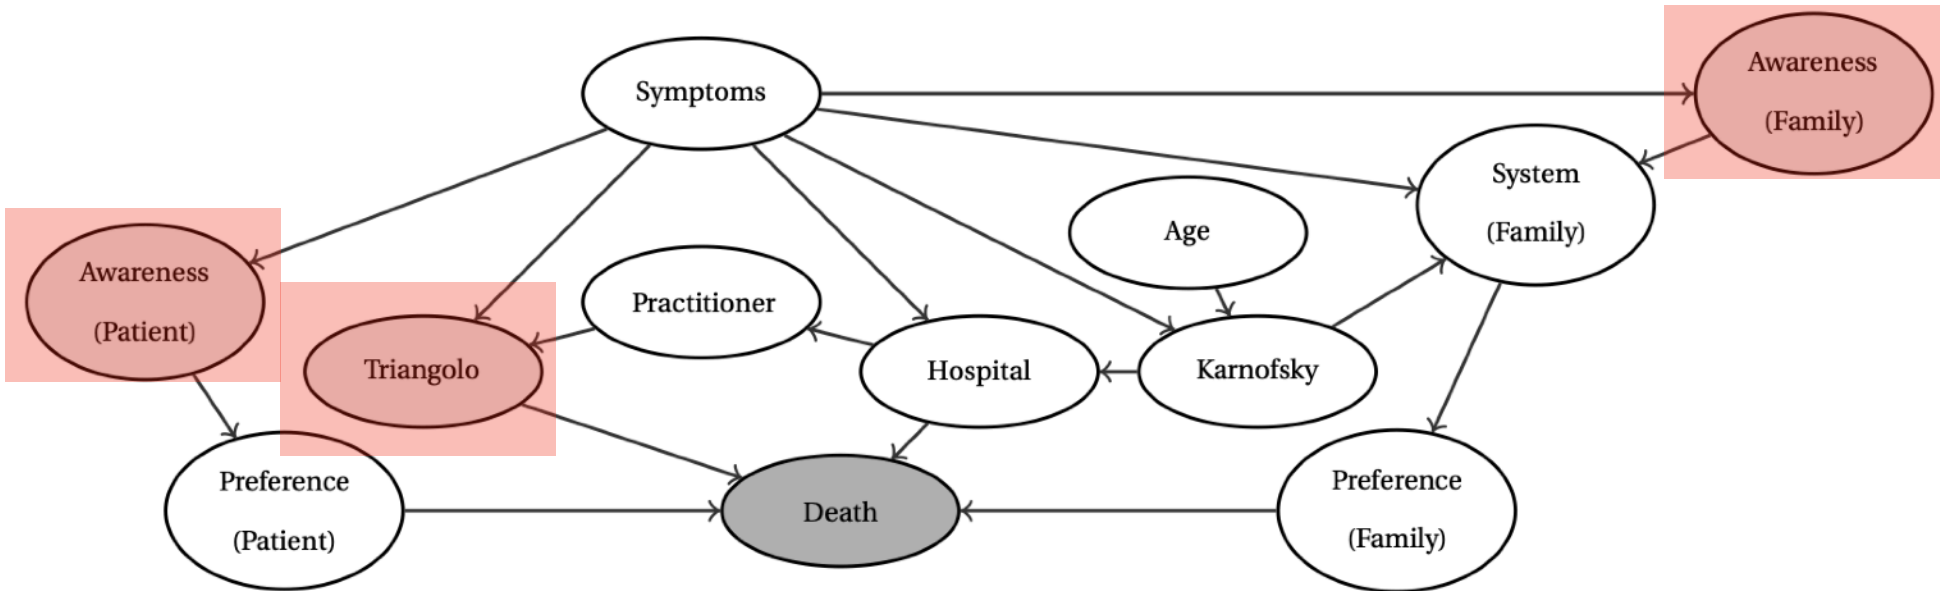 Symptoms
Awareness
(Family)
System
(Family)
Age
Awareness
(Patient)
Practitioner
Triangolo
Hospital
Karnofsky
Preference
(Patient)
Death
Preference
(Family)